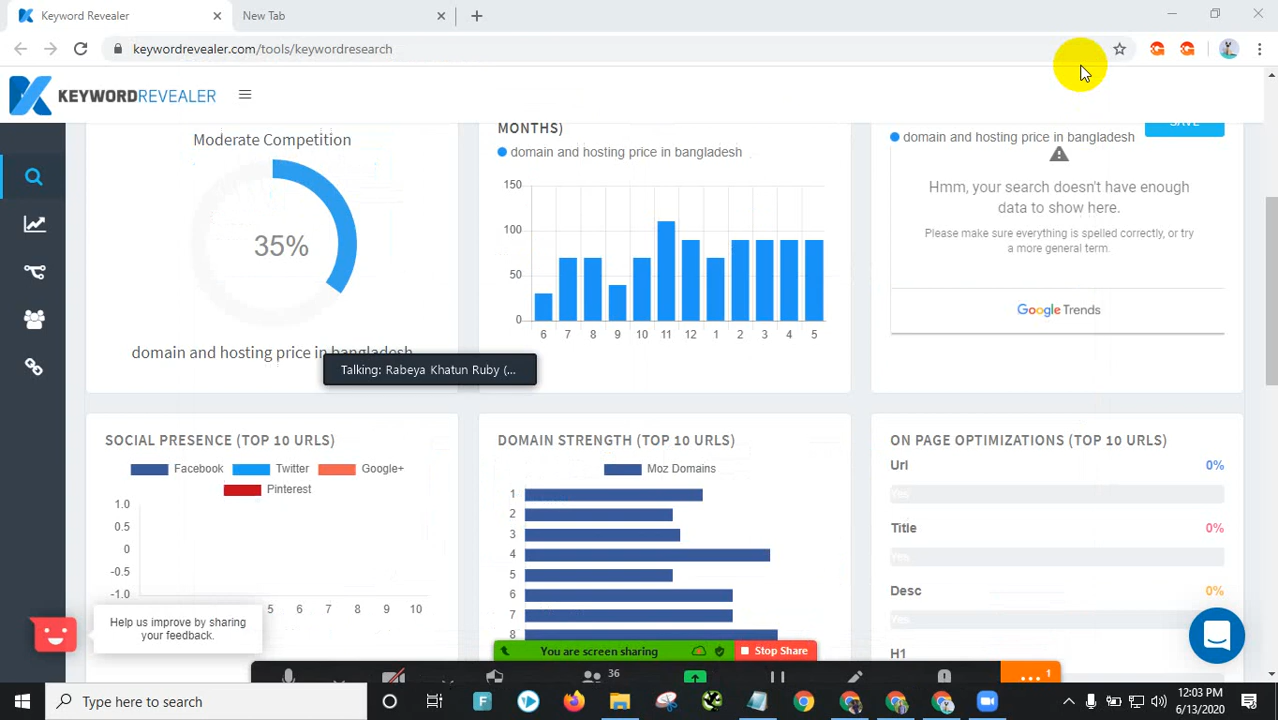 Keyword Revealer
New Tab
keywordrevealer.com/tools/keywordresearch
KEYWORDREVEALER
Moderate Competition
35%
domain and hosting price in bangladesh
MONTHS)
domain and hosting price in bangladesh
150
100
50
0
6 7 8 9 10 11 12 1 2 3 4 5
SAVE
domain and hosting price in bangladesh
Hmm, your search doesn't have enough
data to show here.
Please make sure everything is spelled correctly, or try
a more general term.
Google Trends
Talking: Rabeya Khatun Ruby (...
SOCIAL PRESENCE (TOP 10 URLS)
Facebook Twitter Google+
Pinterest
1.0
0.5
0
-0.5
-1.0
5 6 7 8 9 10
DOMAIN STRENGTH (TOP 10 URLS)
Moz Domains
1
2
3
4
5
6
7
8
ON PAGE OPTIMIZATIONS (TOP 10 URLS)
Url 0%
Yes
Title 0%
Yes
Desc 0%
Yes
H1
Help us improve by sharing
your feedback.
You are screen sharing
Stop Share
36
1
Type here to search
12:03 PM
6/13/2020